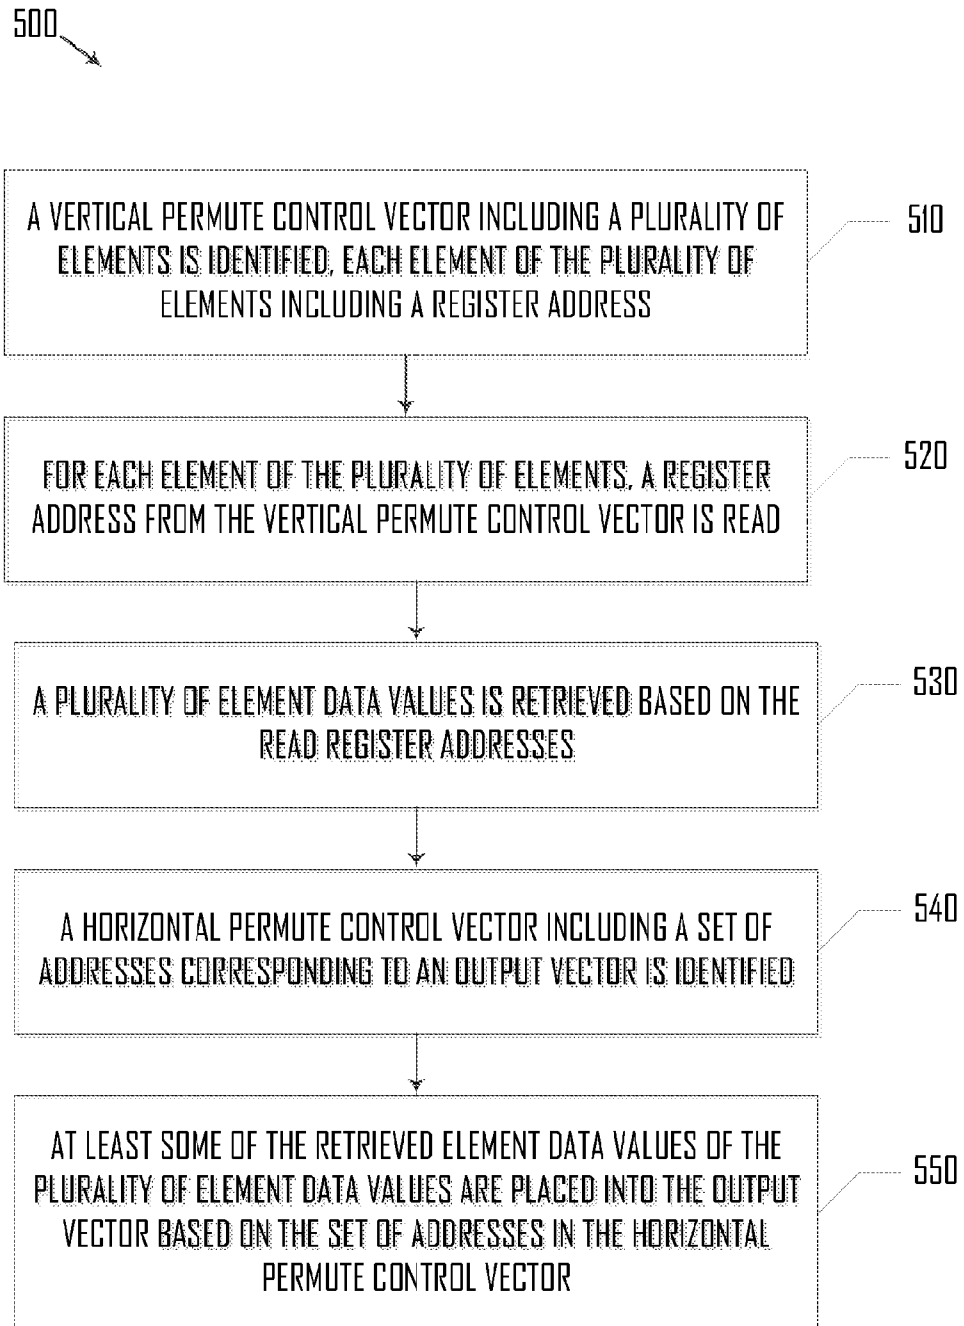 500
A VERTICAL PERMUTE CONTROL VECTOR INCLUDING A PLURALITY OF
ELEMENTS IS IDENTIFIED, EACH ELEMENT OF THE PLURALITY OF
ELEMENTS INCLUDING A REGISTER ADDRESS
510
FOR EACH ELEMENT OF THE PLURALITY OF ELEMENTS, A REGISTER
ADDRESS FROM THE VERTICAL PERMUTE CONTROL VECTOR IS READ
520
A PLURALITY OF ELEMENT DATA VALUES IS RETRIEVED BASED ON THE
READ REGISTER ADDRESSES
530
A HORIZONTAL PERMUTE CONTROL VECTOR INCLUDING A SET OF
ADDRESSES CORRESPONDING TO AN OUTPUT VECTOR IS IDENTIFIED
540
AT LEAST SOME OF THE RETRIEVED ELEMENT DATA VALUES OF THE
PLURALITY OF ELEMENT DATA VALUES ARE PLACED INTO THE OUTPUT
VECTOR BASED ON THE SET OF ADDRESSES IN THE HORIZONTAL
PERMUTE CONTROL VECTOR
550